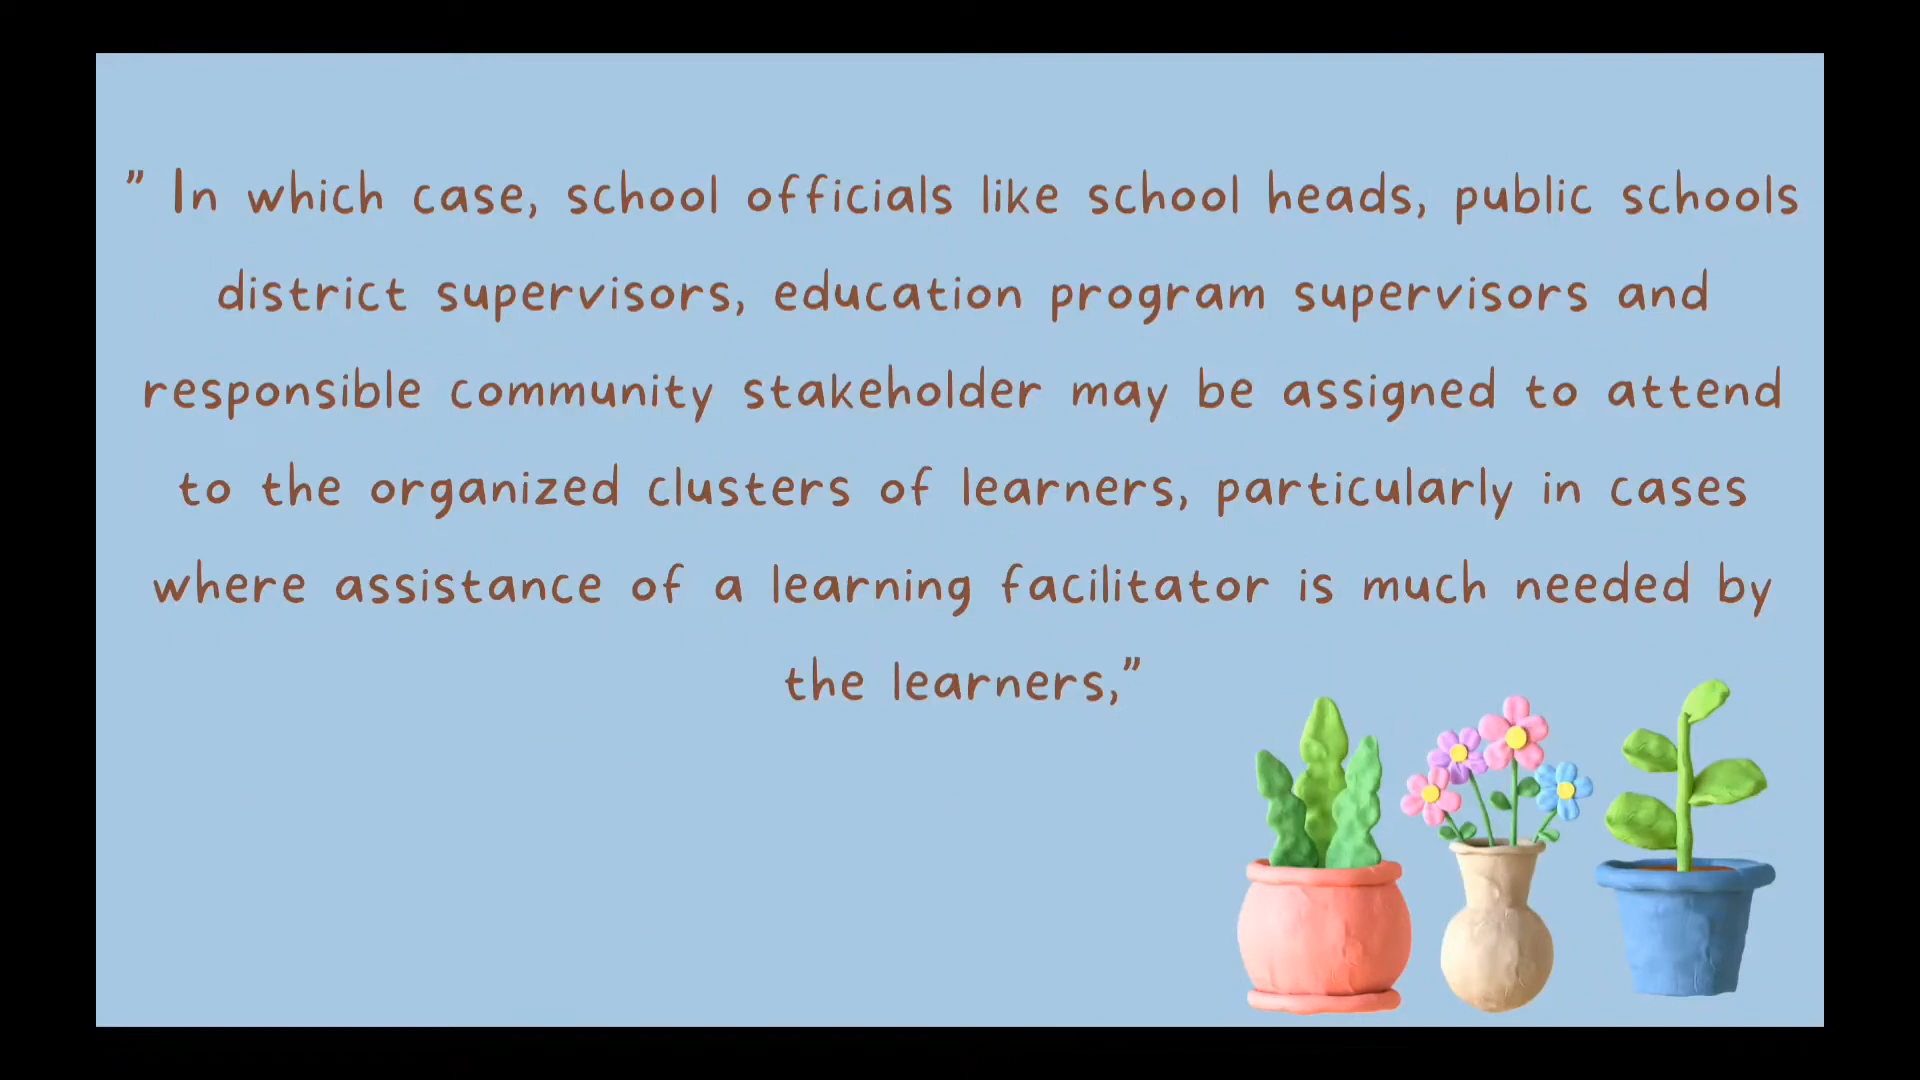 ” In which case, school officials like school heads, public schools
district supervisors, education program supervisors and
responsible community stakeholder may be assigned to attend
to the organized clusters of learners, particularly in cases
where assistance of a learning facilitator is much needed by
the learners,”